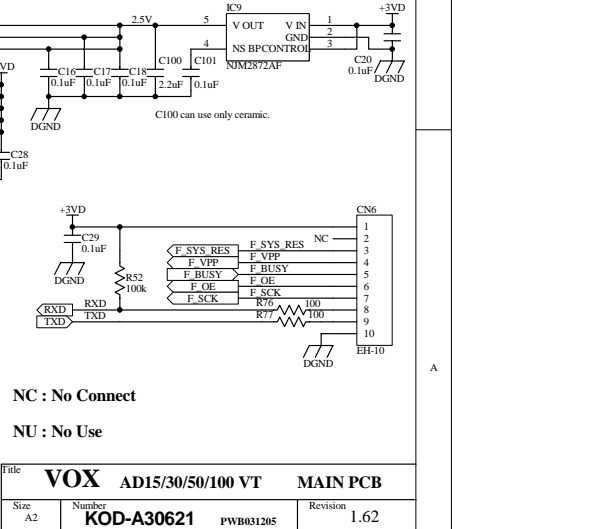 IC9
+3VD
2.5V
5
V OUT
V IN
1
GND
2
4
NS BPCONTROL
3
NJM2872AF
C20
0.1uF
DGND
VD
C16
0.1uF
C17
0.1uF
C18
0.1uF
C100
2.2uF
C101
0.1uF
DGND
C100 can use only ceramic.
C28
0.1uF
+3VD
CN6
C29
0.1uF
DGND
R52
100k
F_SYS_RES
F_SYS_RES
F_VPP
F_VPP
F_BUSY
F_BUSY
F_OE
F_OE
F_SCK
F_SCK
NC
1
2
3
4
5
6
7
8
9
10
RXD
RXD
R76
100
TXD
TXD
R77
100
EH-10
DGND
A
NC : No Connect
NU : No Use
Title
VOX AD15/30/50/100 VT MAIN PCB
Size
A2
Number
KOD-A30621 PWB031205
Revision
1.62